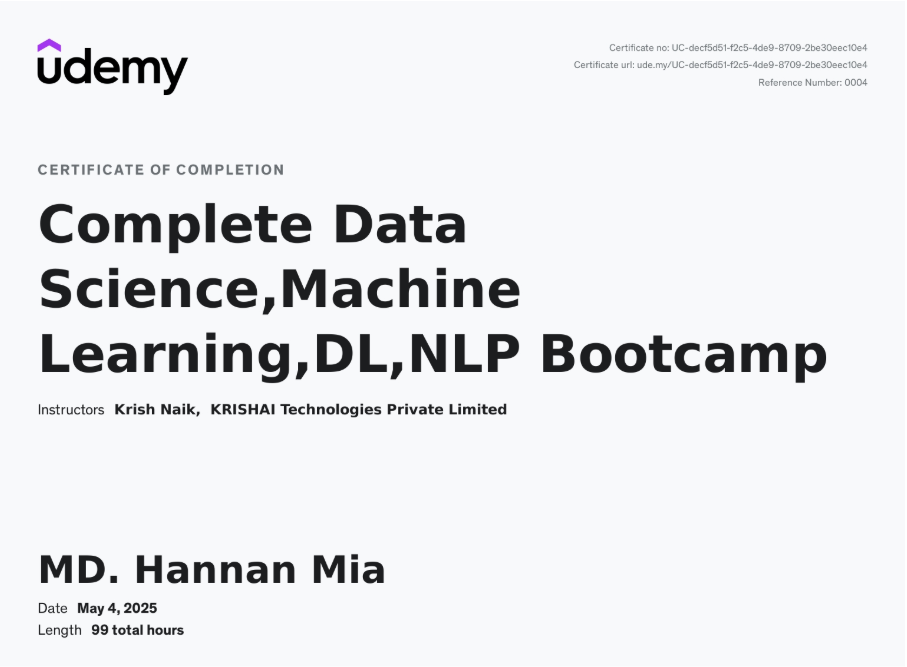 udemy
Certificate no: UC-decf5d51-f2c5-4de9-8709-2be30eec10e4
Certificate url: ude.my/UC-decf5d51-f2c5-4de9-8709-2be30eec10e4
Reference Number: 0004
CERTIFICATE OF COMPLETION
Complete Data
Science,Machine
Learning,DL,NLP Bootcamp
Instructors Krish Naik, KRISHAI Technologies Private Limited
MD. Hannan Mia
Date May 4, 2025
Length 99 total hours